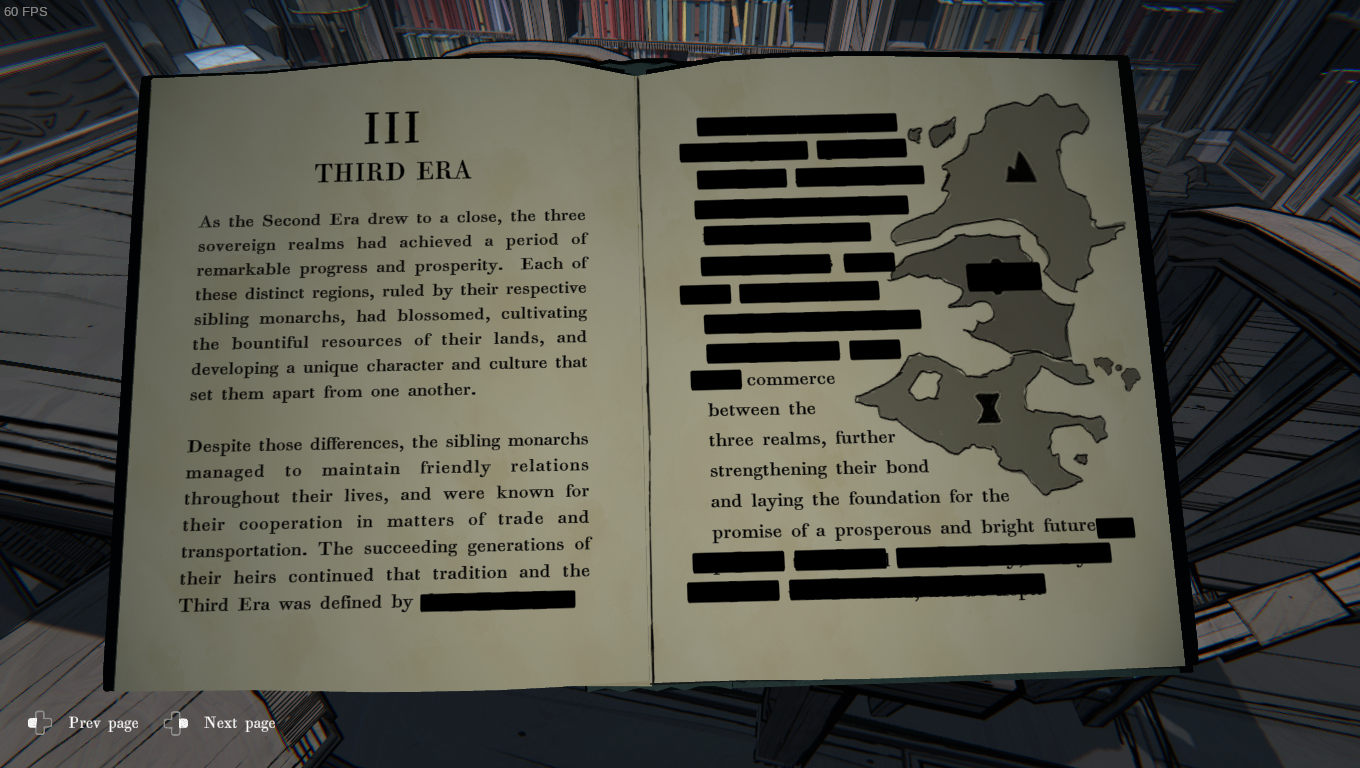 60 FPS
III
THIRD ERA
As the Second Era drew to a close, the three
sovereign realms had achieved a period of
remarkable progress and prosperity. Each of
these distinct regions, ruled by their respective
sibling monarchs, had blossomed, cultivating
the bountiful resources of their lands, and
developing a unique character and culture that
set them apart from one another.
Despite those differences, the sibling monarchs
managed to maintain friendly relations
throughout their lives, and were known for
their cooperation in matters of trade and
transportation. The succeeding generations of
their heirs continued that tradition and the
Third Era was defined by
commerce
between the
three realms, further
strengthening their bond
and laying the foundation for the
promise of a prosperous and bright future
Prev page
Next page